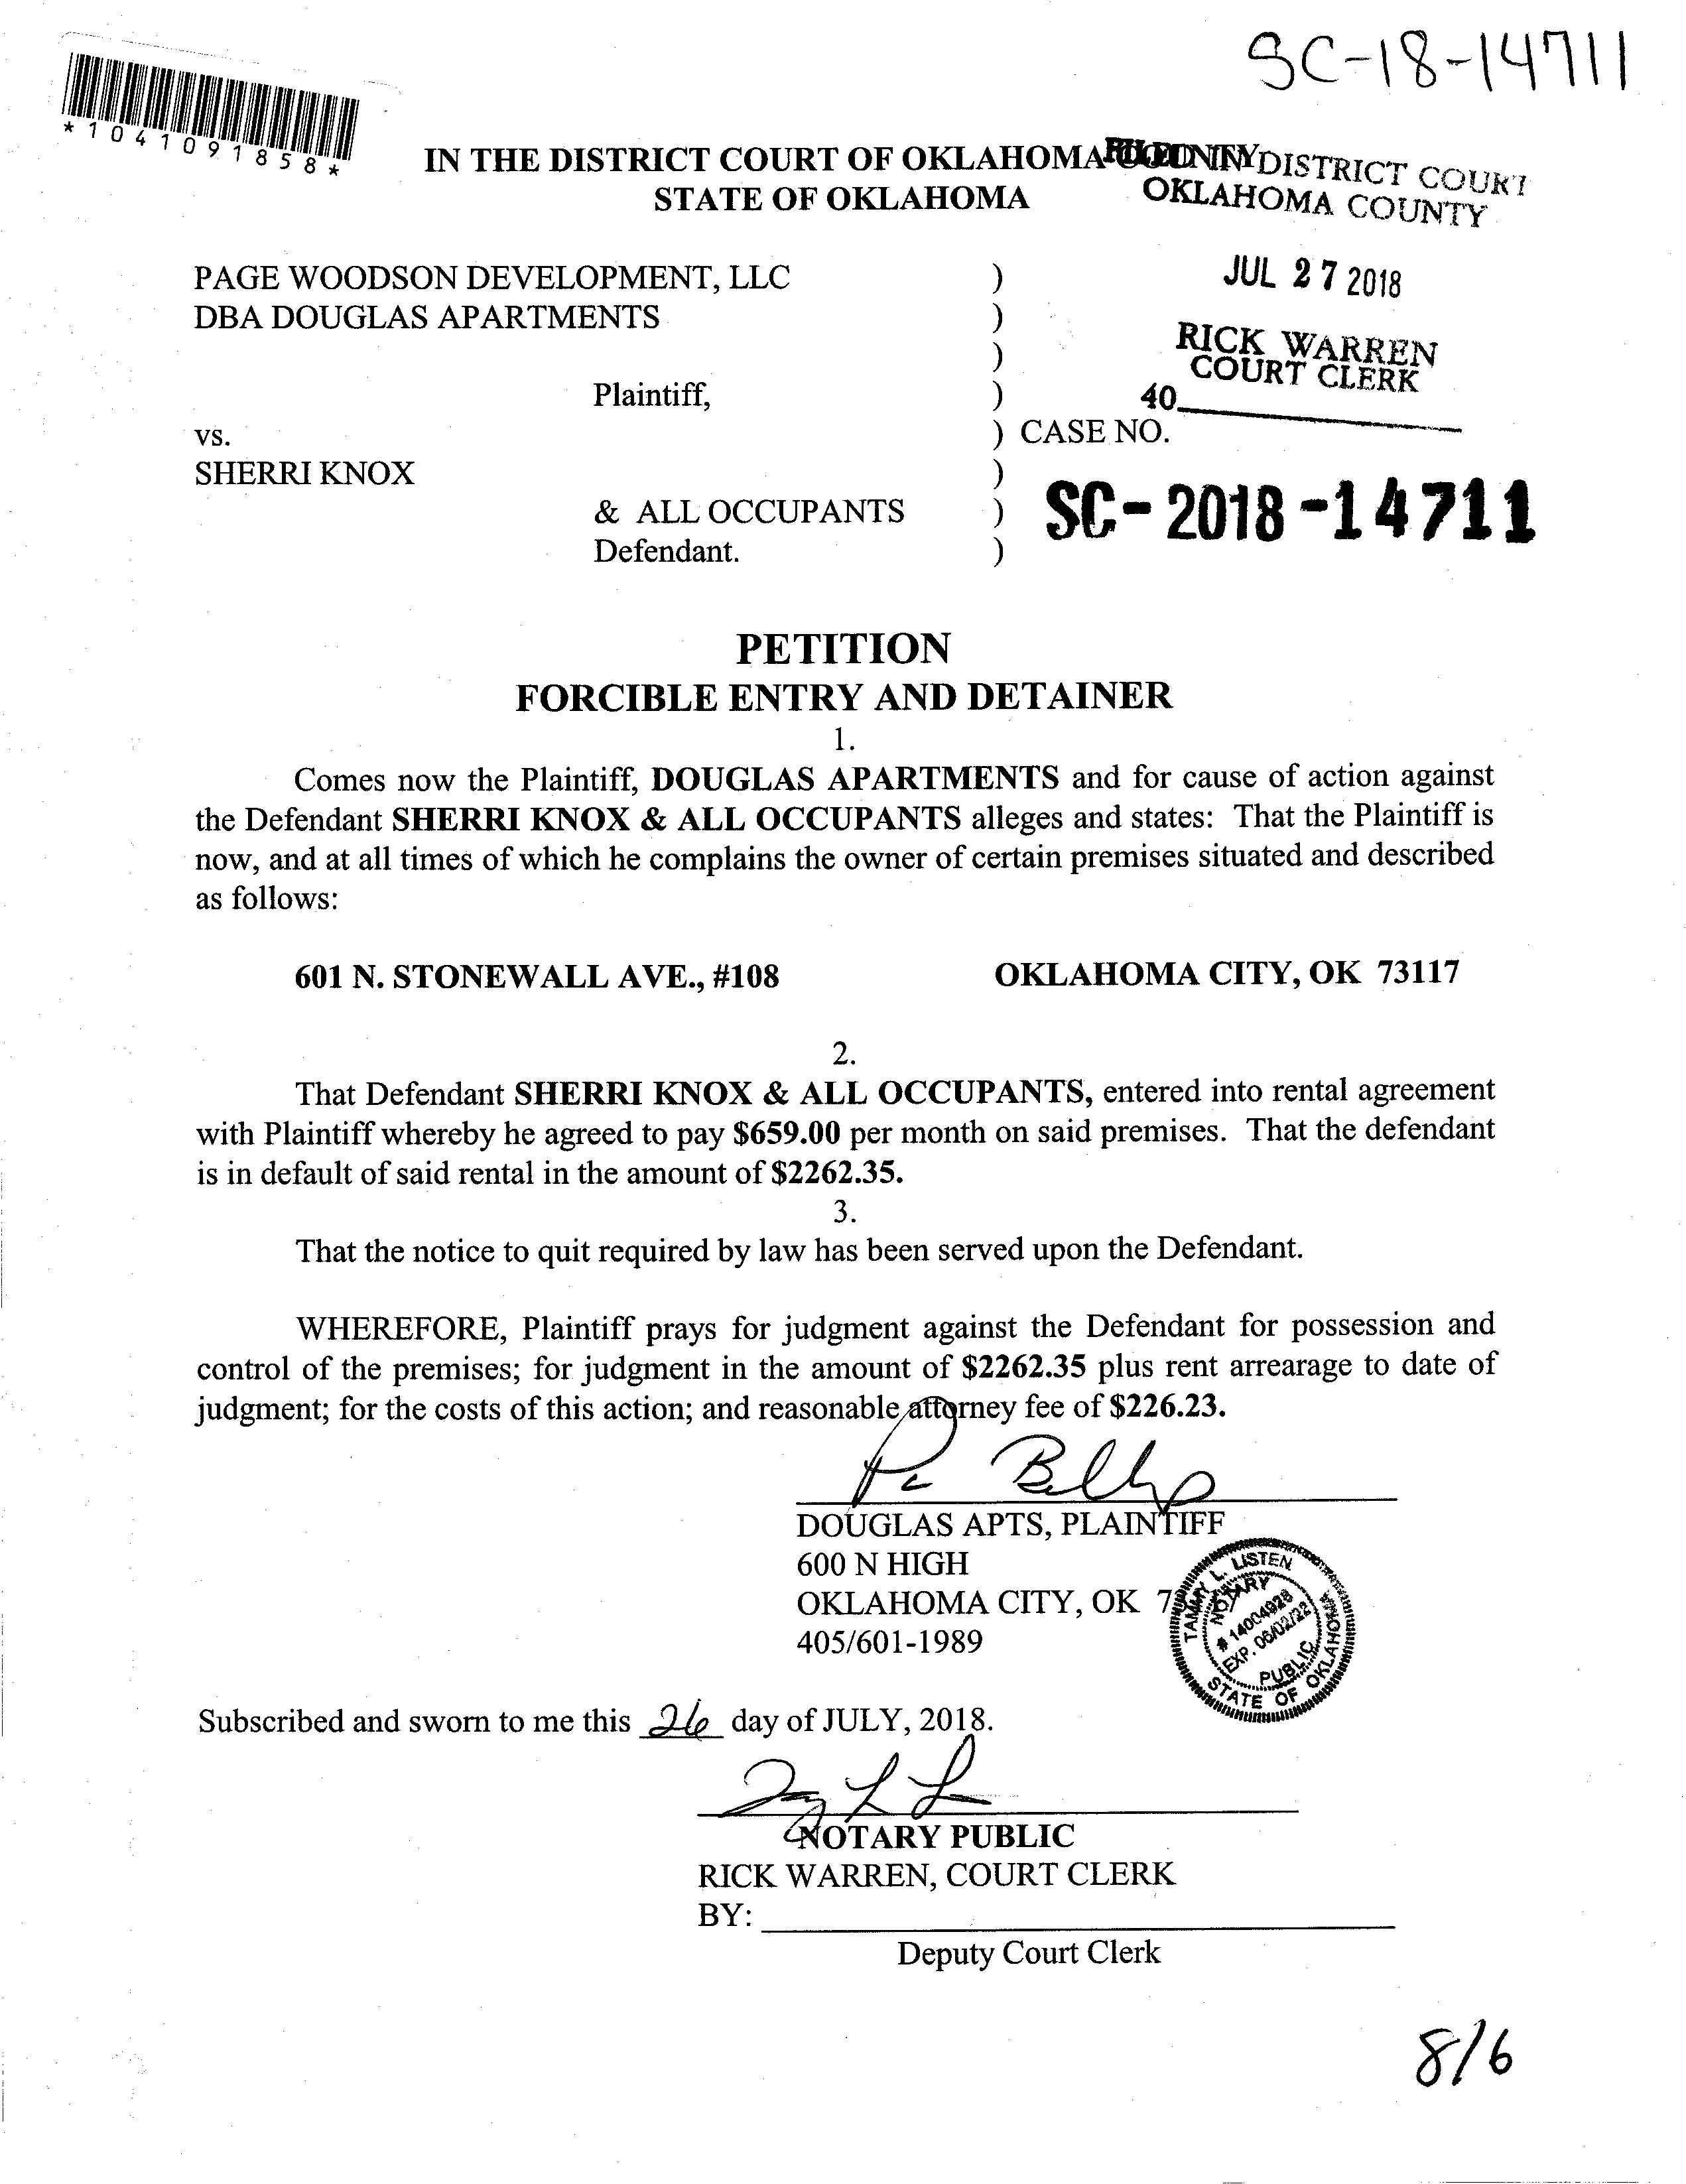 SC-18-14711
*1041091858*
IN THE DISTRICT COURT OF OKLAHOMA COUNTY
STATE OF OKLAHOMA
FILED IN DISTRICT COURT
OKLAHOMA COUNTY
JUL 27 2018
RICK WARREN
COURT CLERK
40
PAGE WOODSON DEVELOPMENT, LLC )
DBA DOUGLAS APARTMENTS )
)
Plaintiff, )
vs. ) CASE NO.
SHERRI KNOX )
& ALL OCCUPANTS ) SC-2018-14711
Defendant. )
PETITION
FORCIBLE ENTRY AND DETAINER
1.
Comes now the Plaintiff, DOUGLAS APARTMENTS and for cause of action against
the Defendant SHERRI KNOX & ALL OCCUPANTS alleges and states: That the Plaintiff is
now, and at all times of which he complains the owner of certain premises situated and described
as follows:
601 N. STONEWALL AVE., #108 OKLAHOMA CITY, OK 73117
2.
That Defendant SHERRI KNOX & ALL OCCUPANTS, entered into rental agreement
with Plaintiff whereby he agreed to pay $659.00 per month on said premises. That the defendant
is in default of said rental in the amount of $2262.35.
3.
That the notice to quit required by law has been served upon the Defendant.
WHEREFORE, Plaintiff prays for judgment against the Defendant for possession and
control of the premises; for judgment in the amount of $2262.35 plus rent arrearage to date of
judgment; for the costs of this action; and reasonable attorney fee of $226.23.
DOUGLAS APTS, PLAINTIFF
600 N HIGH
OKLAHOMA CITY, OK 7
405/601-1989
TAMMY L. LISTEN
NOTARY
# 14004928
EXP. 06/02/22
PUBLIC
STATE OF OKLAHOMA
Subscribed and sworn to me this 26 day of JULY, 2018.
NOTARY PUBLIC
RICK WARREN, COURT CLERK
BY:
Deputy Court Clerk
8/6